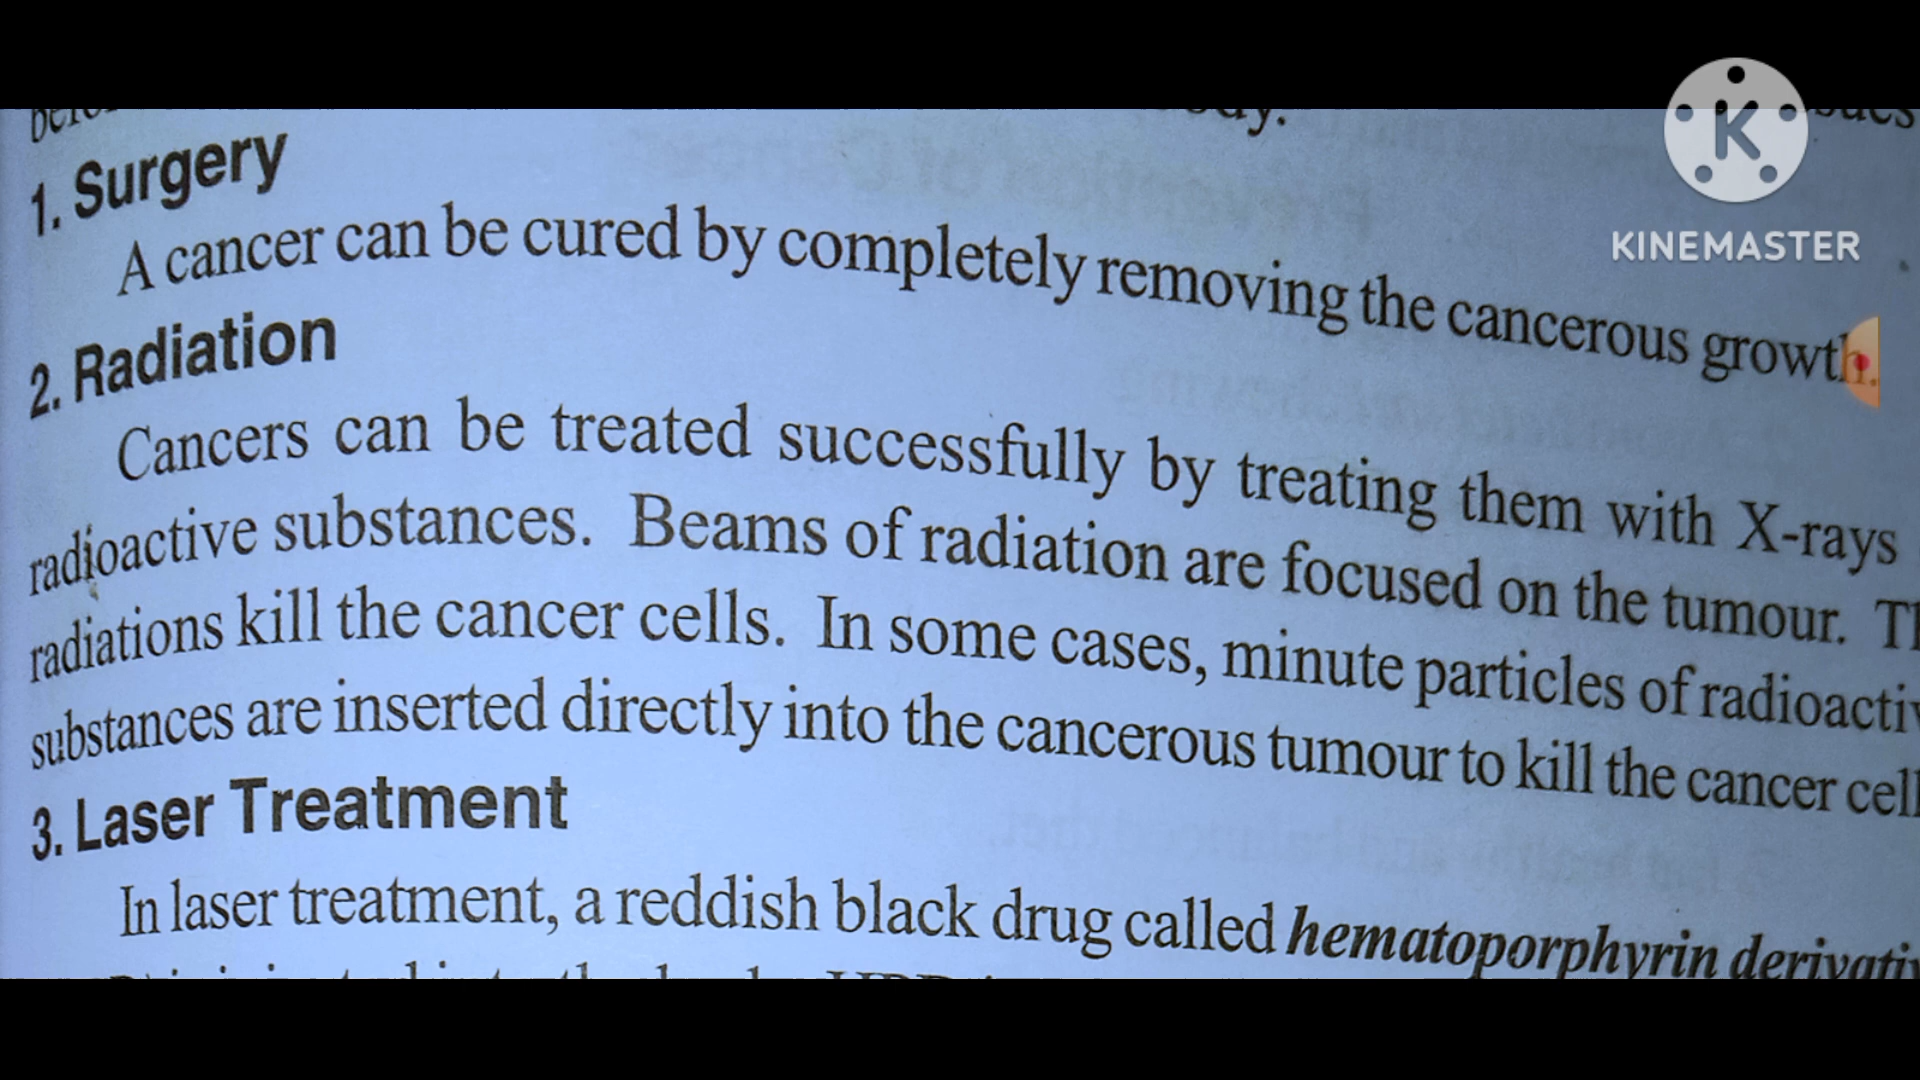 1. Surgery
A cancer can be cured by completely removing the cancerous growth.
2. Radiation
Cancers can be treated successfully by treating them with X-rays
radioactive substances. Beams of radiation are focused on the tumour.
radiations kill the cancer cells. In some cases, minute particles of radioactiv
substances are inserted directly into the cancerous tumour to kill the cancer cell
3. Laser Treatment
In laser treatment, a reddish black drug called hematoporphyrin derivativ
K
KINEMASTER